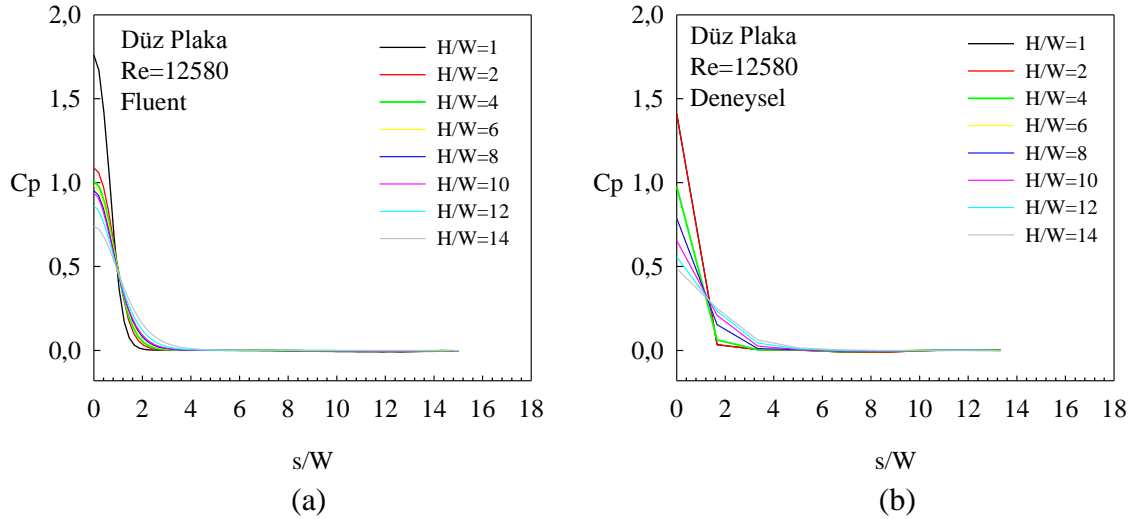 2,0
1,5
1,0
0,5
0,0
Cp
Düz Plaka
Re=12580
Fluent
H/W=1
H/W=2
H/W=4
H/W=6
H/W=8
H/W=10
H/W=12
H/W=14
0 2 4 6 8 10 12 14 16 18
s/W
(a)
2,0
1,5
1,0
0,5
0,0
Cp
Düz Plaka
Re=12580
Deneysel
H/W=1
H/W=2
H/W=4
H/W=6
H/W=8
H/W=10
H/W=12
H/W=14
0 2 4 6 8 10 12 14 16 18
s/W
(b)